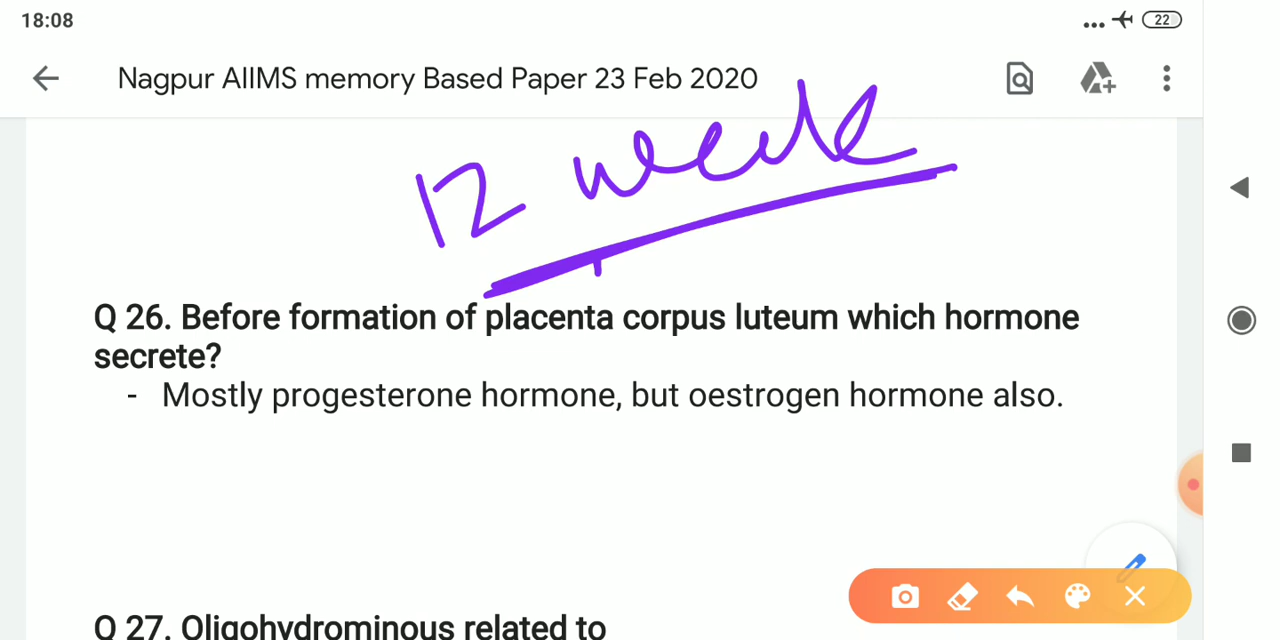 18:08
22
Nagpur AIIMS memory Based Paper 23 Feb 2020
12 week
Q 26. Before formation of placenta corpus luteum which hormone
secrete?
- Mostly progesterone hormone, but oestrogen hormone also.
Q 27. Oligohydrominous related to